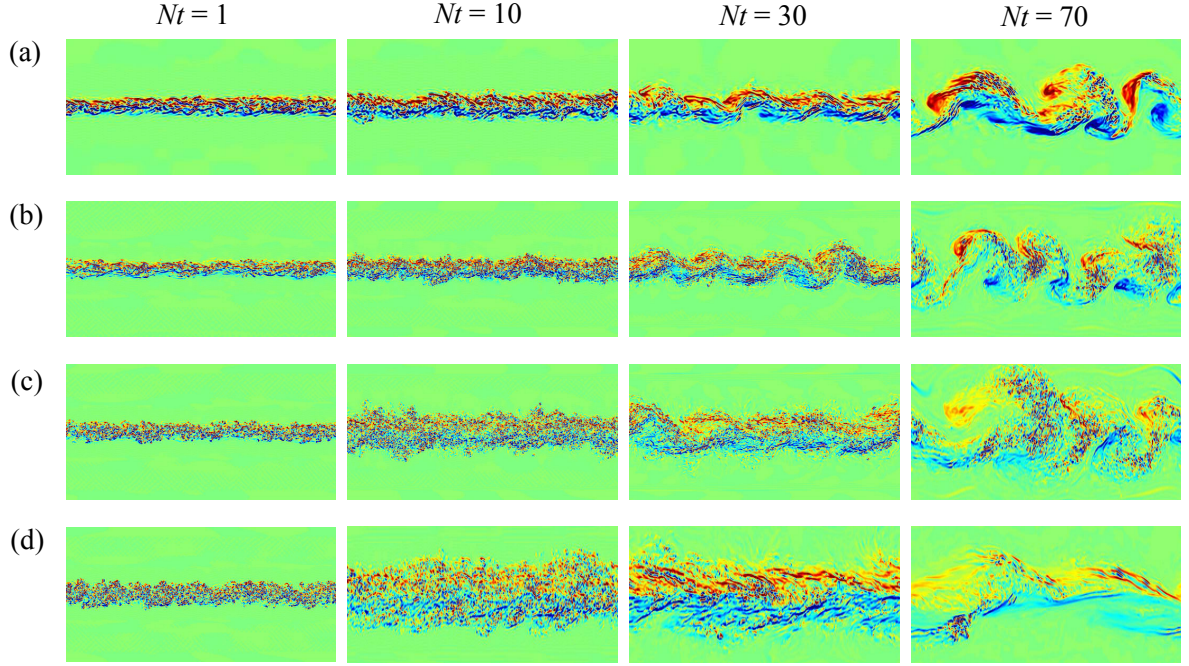 Nt = 1 Nt = 10 Nt = 30 Nt = 70
(a)
(b)
(c)
(d)